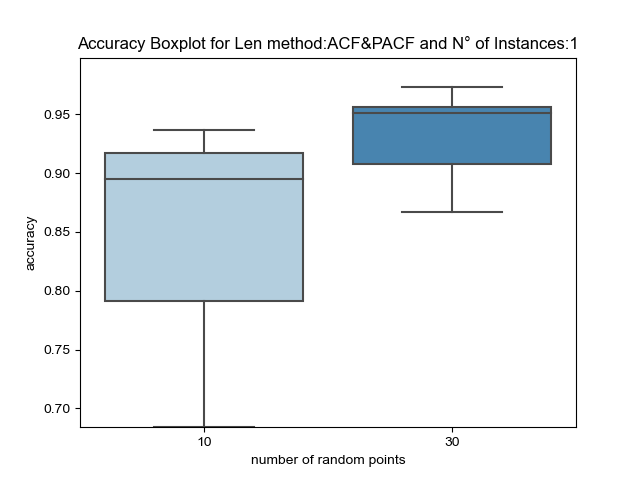 Accuracy Boxplot for Len method:ACF&PACF and N° of Instances:1
0.95
0.90
0.85
0.80
0.75
0.70
accuracy
10
30
number of random points